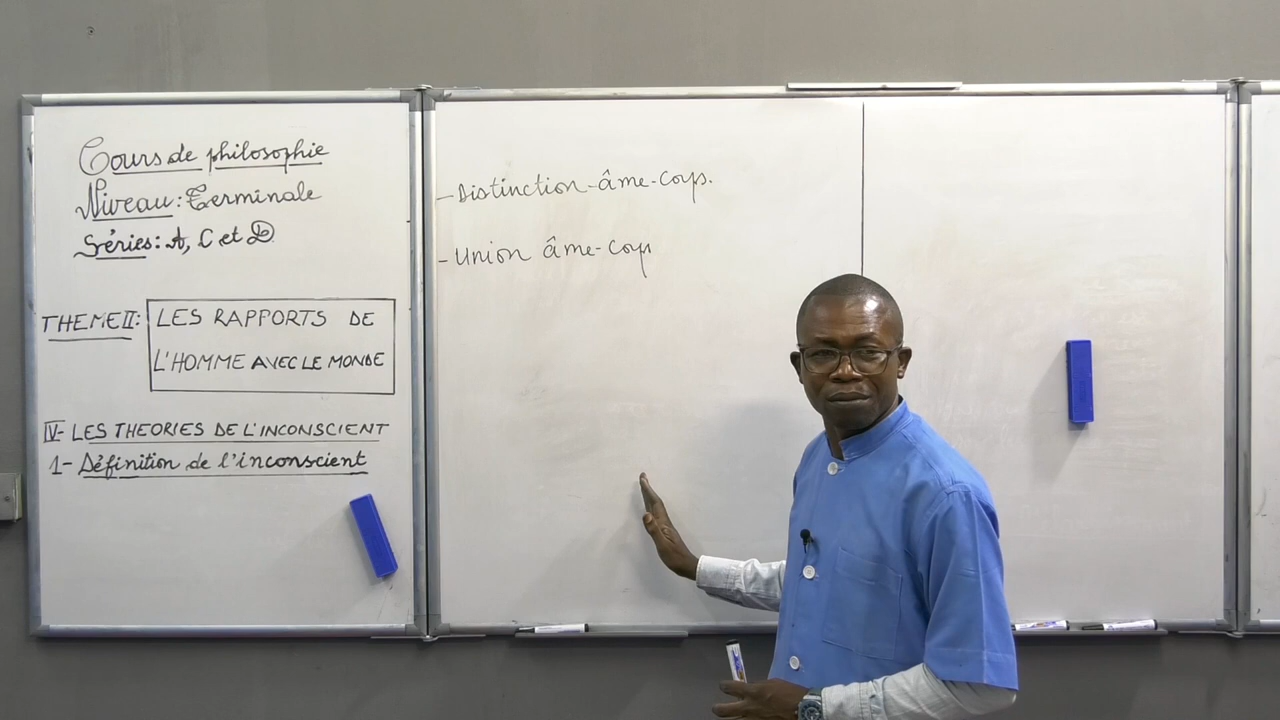 Cours de philosophie
Niveau : Terminale
Séries : A, C et D
THEME II : LES RAPPORTS DE
L'HOMME AVEC LE MONDE
IV- LES THEORIES DE L'INCONSCIENT
1- Définition de l'inconscient
- Distinction-âme-corps.
- Union âme-corps